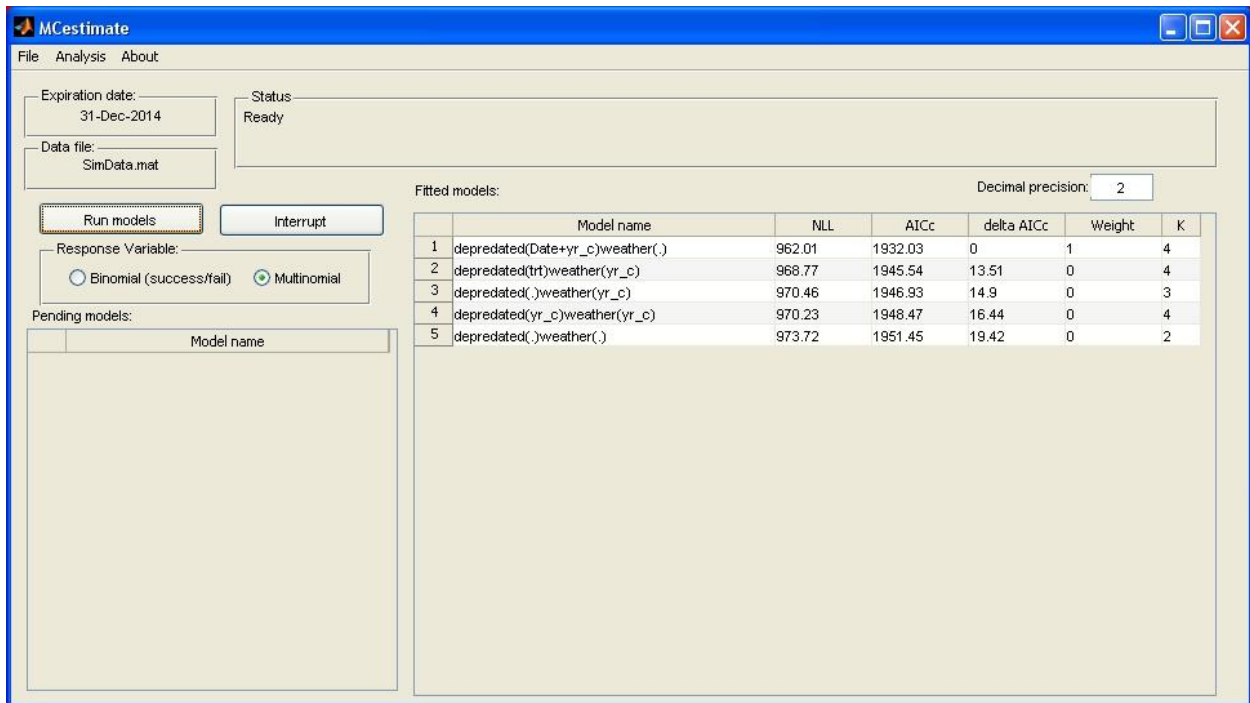 MCestimate
File Analysis About
Expiration date:
31-Dec-2014
Status
Ready
Data file:
SimData.mat
Fitted models:
Decimal precision: 2
Run models Interrupt
Response Variable:
Binomial (success/fail) Multinomial
Pending models:
Model name
Model name NLL AICc delta AICc Weight K
1 depredated(Date+yr_c)weather(.) 962.01 1932.03 0 1 4
2 depredated(trt)weather(yr_c) 968.77 1945.54 13.51 0 4
3 depredated(.)weather(yr_c) 970.46 1946.93 14.9 0 3
4 depredated(yr_c)weather(yr_c) 970.23 1948.47 16.44 0 4
5 depredated(.)weather(.) 973.72 1951.45 19.42 0 2